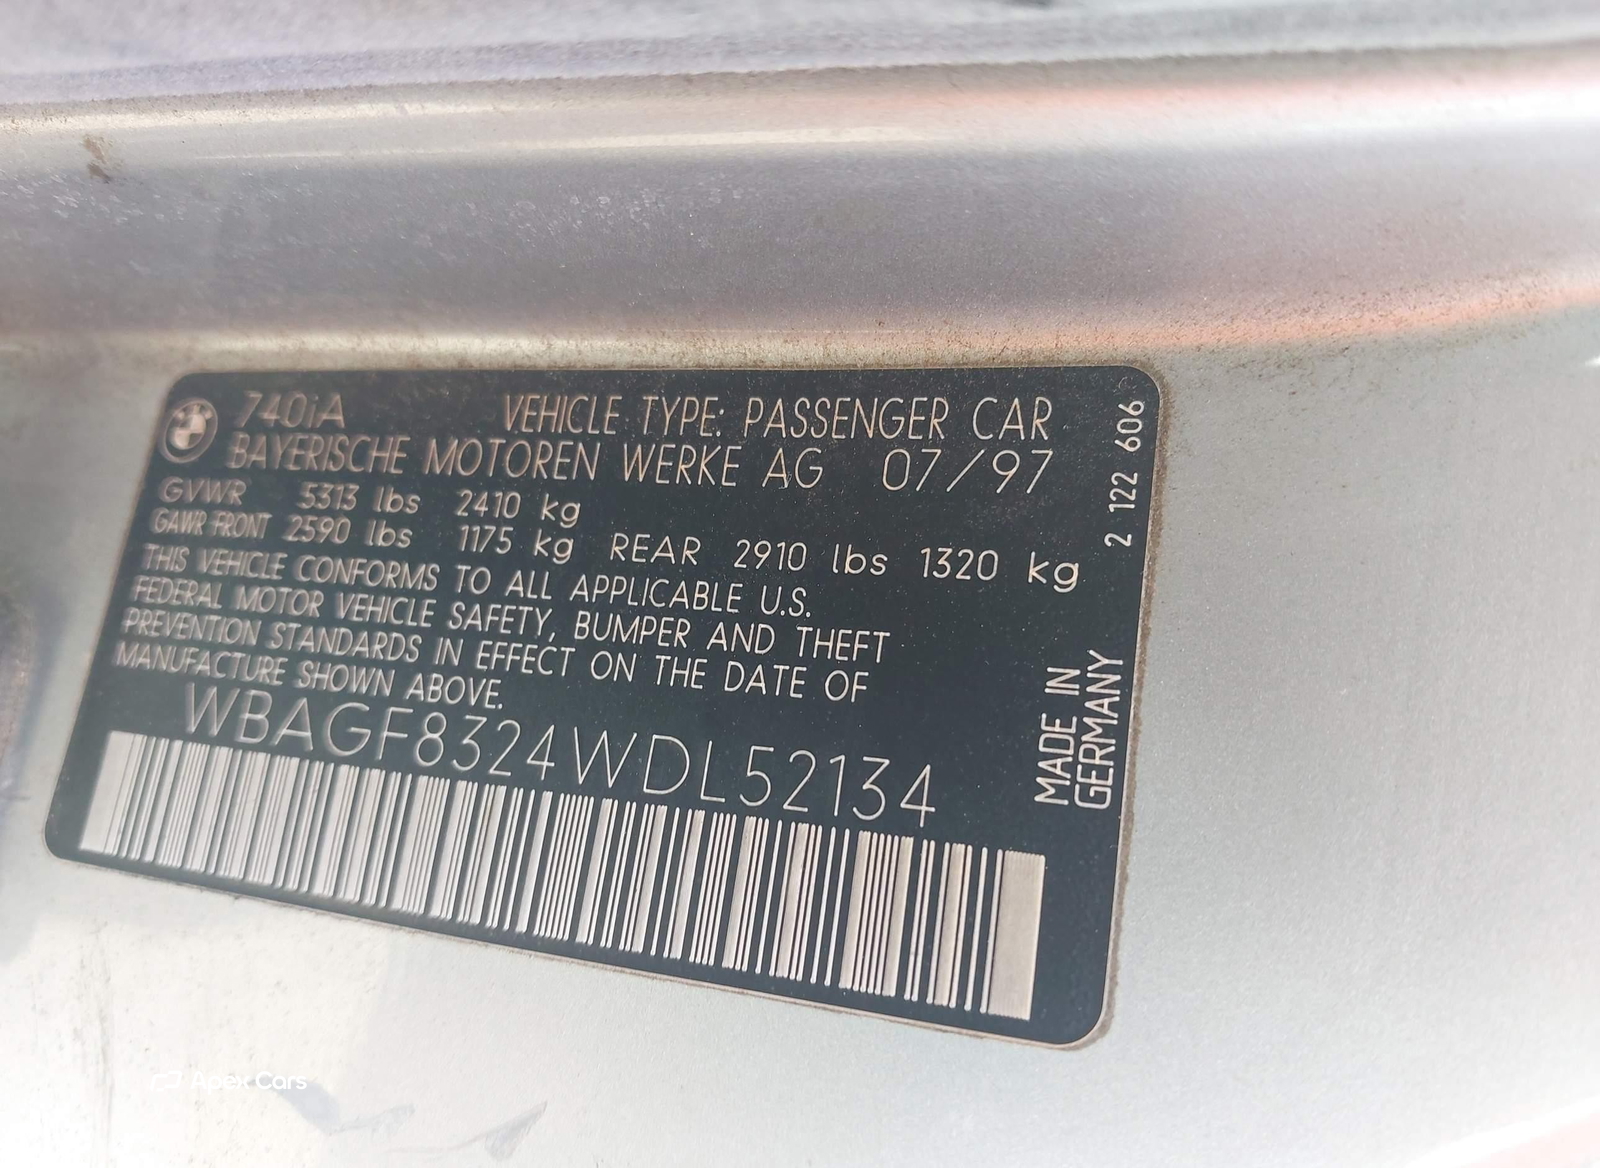 740iA VEHICLE TYPE: PASSENGER CAR
BAYERISCHE MOTOREN WERKE AG 07/97
GVWR 5313 lbs 2410 kg
GAWR FRONT 2590 lbs 1175 kg REAR 2910 lbs 1320 kg
THIS VEHICLE CONFORMS TO ALL APPLICABLE U.S.
FEDERAL MOTOR VEHICLE SAFETY, BUMPER AND THEFT
PREVENTION STANDARDS IN EFFECT ON THE DATE OF
MANUFACTURE SHOWN ABOVE.
WBAGF8324WDL52134
2 122 606
MADE IN
GERMANY
Apex Cars